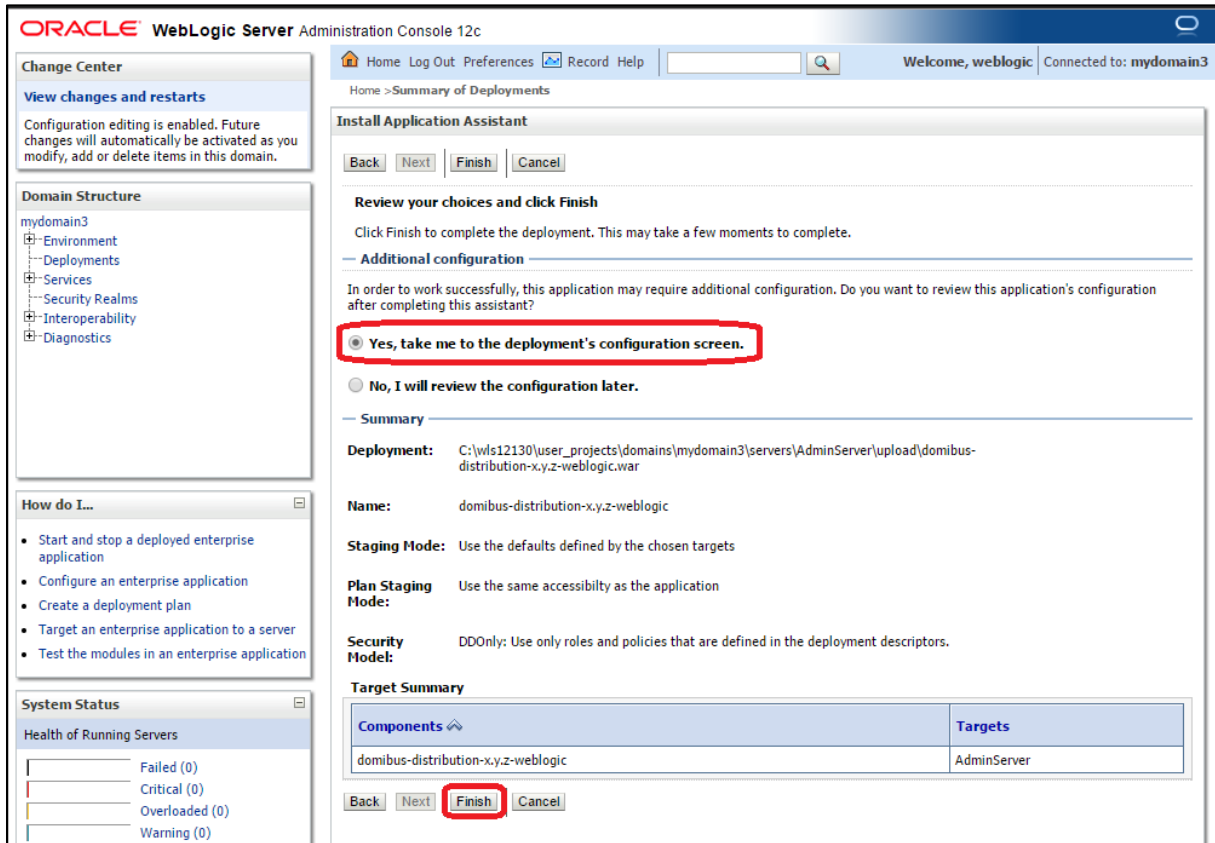 ORACLE WebLogic Server Administration Console 12c
Change Center
View changes and restarts
Configuration editing is enabled. Future
changes will automatically be activated as you
modify, add or delete items in this domain.
Domain Structure
mydomain3
Environment
Deployments
Services
Security Realms
Interoperability
Diagnostics
How do I...
Start and stop a deployed enterprise
application
Configure an enterprise application
Create a deployment plan
Target an enterprise application to a server
Test the modules in an enterprise application
System Status
Health of Running Servers
Failed (0)
Critical (0)
Overloaded (0)
Warning (0)
Home Log Out Preferences Record Help
Welcome, weblogic Connected to: mydomain3
Home >Summary of Deployments
Install Application Assistant
Back Next Finish Cancel
Review your choices and click Finish
Click Finish to complete the deployment. This may take a few moments to complete.
Additional configuration
In order to work successfully, this application may require additional configuration. Do you want to review this application's configuration
after completing this assistant?
Yes, take me to the deployment's configuration screen.
No, I will review the configuration later.
Summary
Deployment: C:\wls12130\user_projects\domains\mydomain3\servers\AdminServer\upload\domibus-
distribution-x.y.z-weblogic.war
Name: domibus-distribution-x.y.z-weblogic
Staging Mode: Use the defaults defined by the chosen targets
Plan Staging Use the same accessibilty as the application
Mode:
Security DDOnly: Use only roles and policies that are defined in the deployment descriptors.
Model:
Target Summary
Components Targets
domibus-distribution-x.y.z-weblogic AdminServer
Back Next Finish Cancel